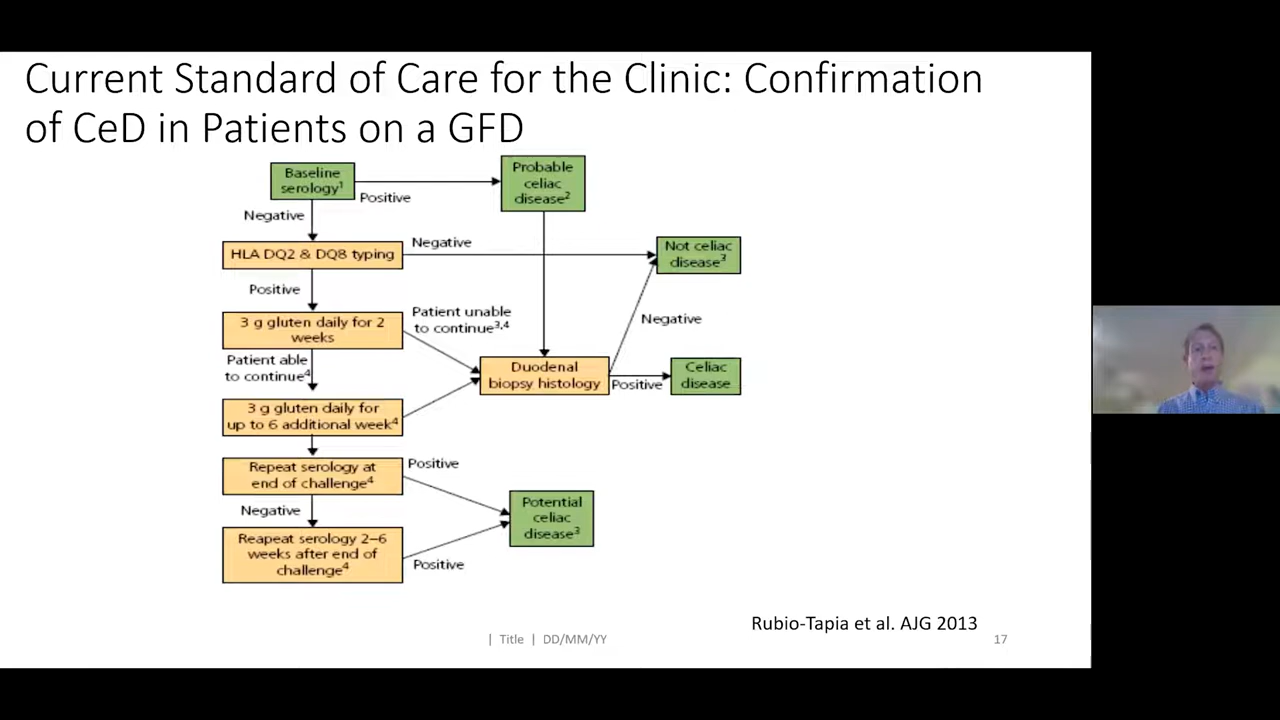 Current Standard of Care for the Clinic: Confirmation
of CeD in Patients on a GFD
Baseline
serology1
Positive
Probable
celiac
disease2
Negative
HLA DQ2 & DQ8 typing
Negative
Not celiac
disease3
Positive
3 g gluten daily for 2
weeks
Patient unable
to continue3,4
Negative
Patient able
to continue4
Duodenal
biopsy histology
Positive
Celiac
disease
3 g gluten daily for
up to 6 additional week4
Repeat serology at
end of challenge4
Positive
Negative
Potential
celiac
disease3
Reapeat serology 2–6
weeks after end of
challenge4
Positive
Rubio-Tapia et al. AJG 2013
| Title | DD/MM/YY
17